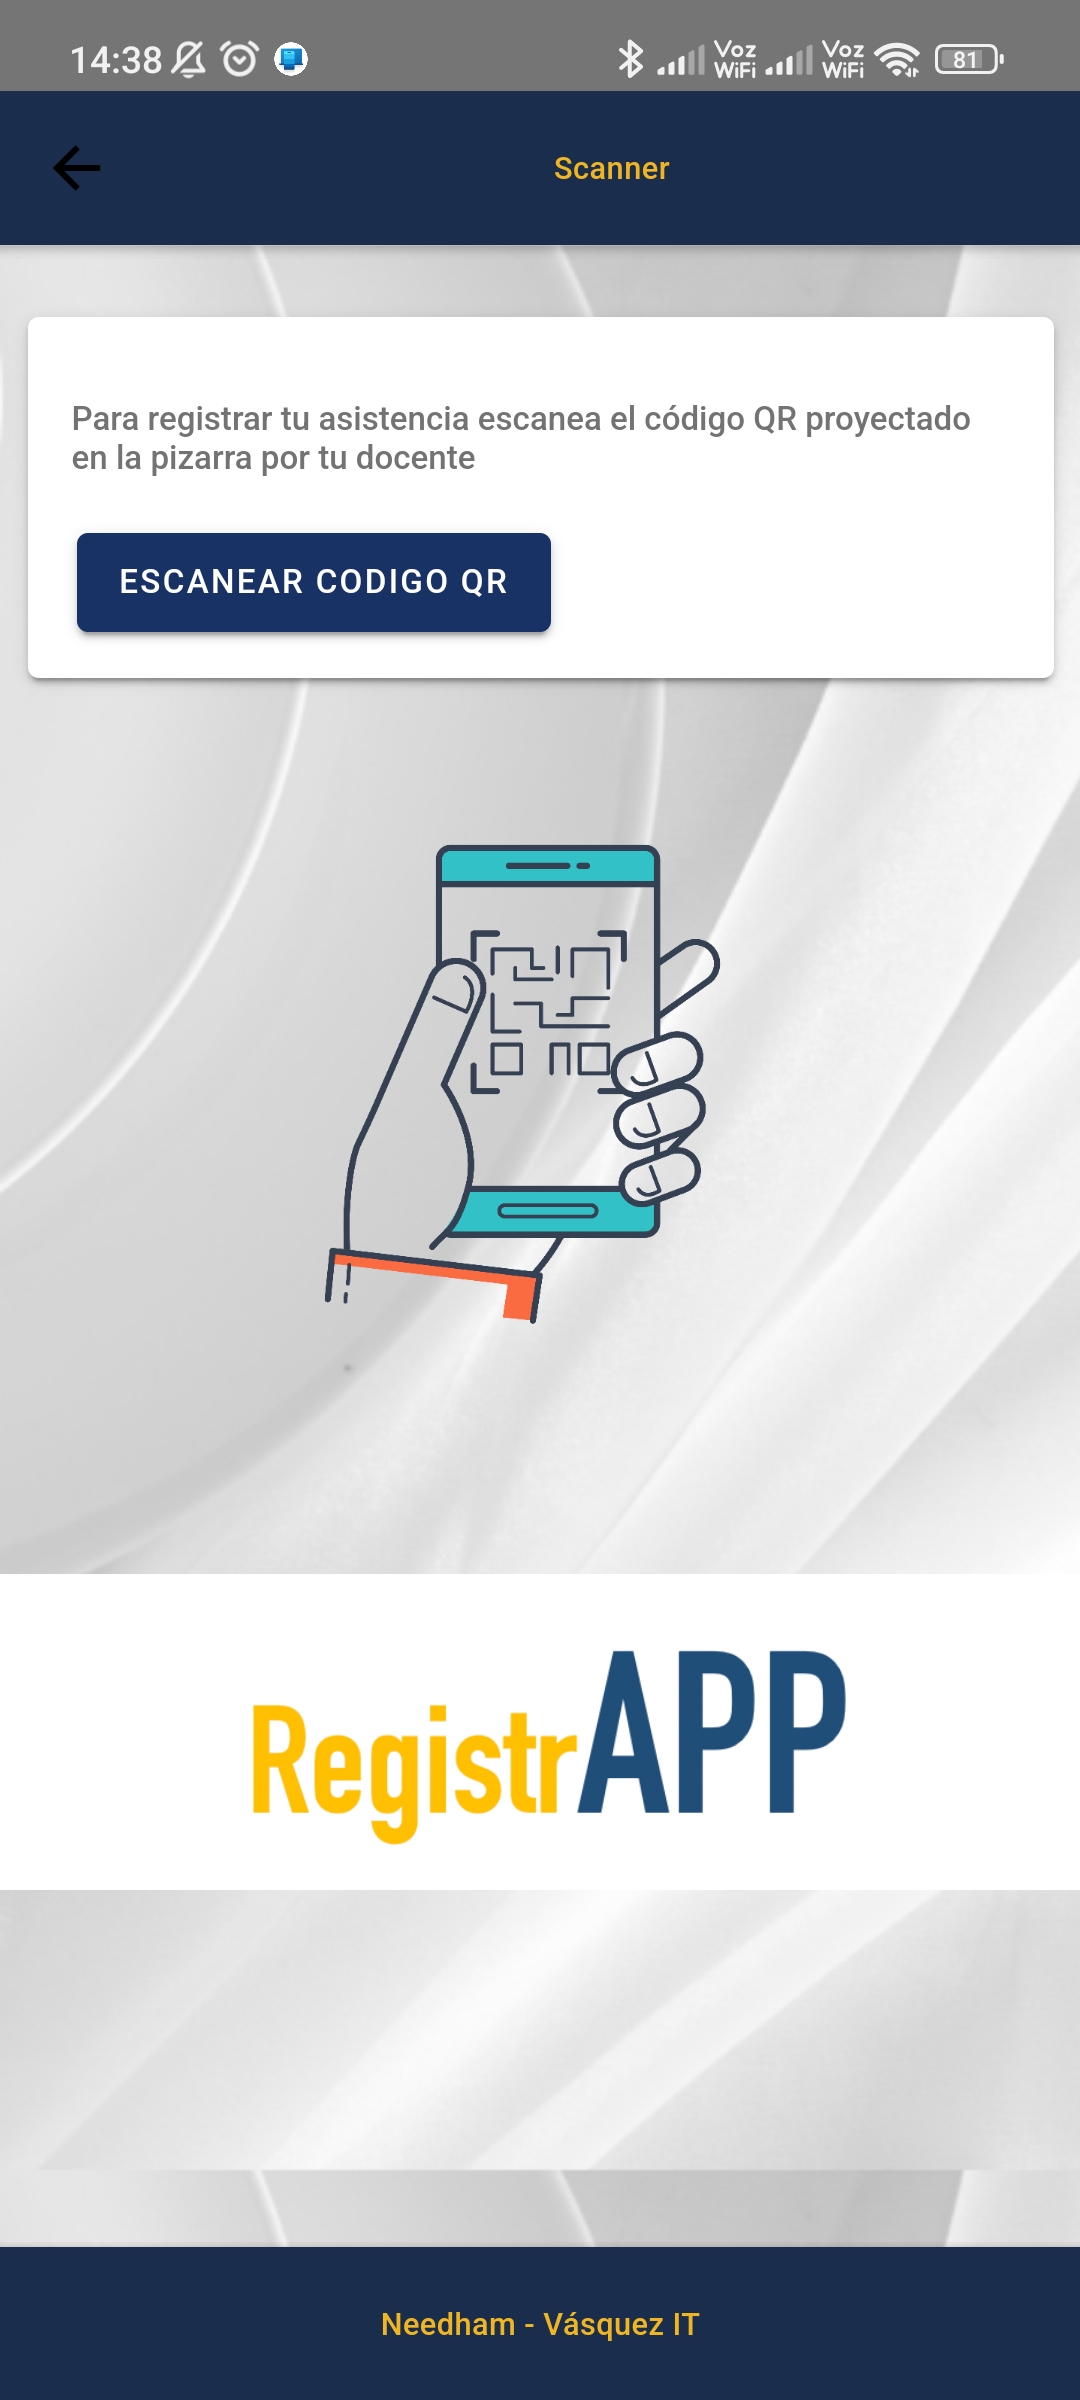 14:38
Voz WiFi Voz WiFi 81
Scanner
Para registrar tu asistencia escanea el código QR proyectado
en la pizarra por tu docente
ESCANEAR CODIGO QR
RegistrAPP
Needham - Vásquez IT